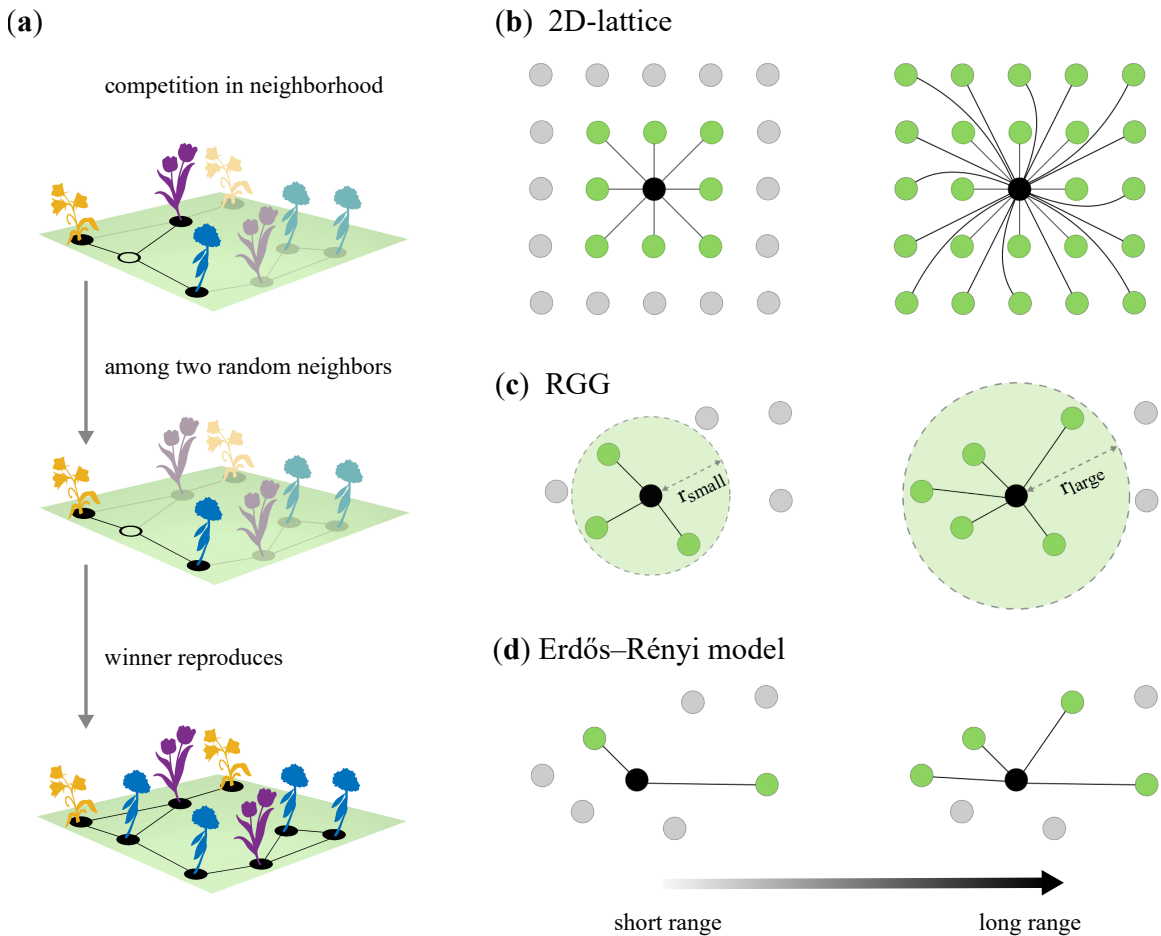 (a)
competition in neighborhood
among two random neighbors
winner reproduces
(b) 2D-lattice
(c) RGG
r_small
r_large
(d) Erdős–Rényi model
short range
long range